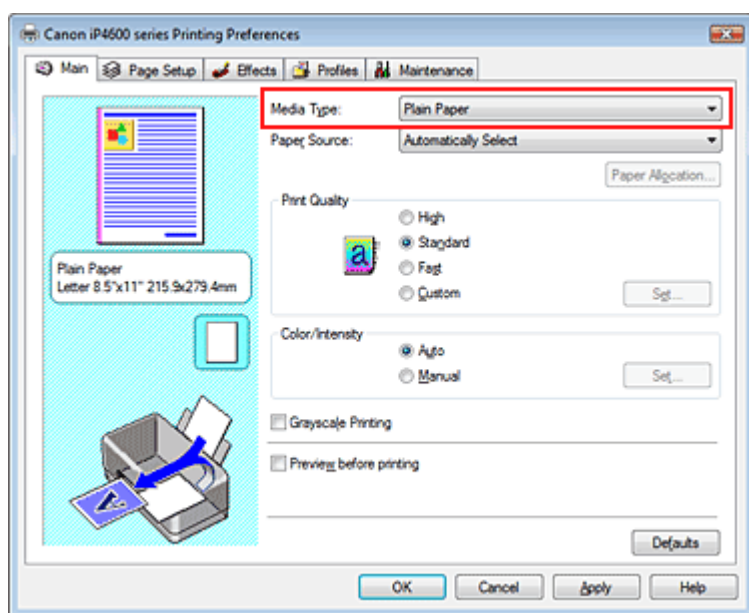 Canon iP4600 series Printing Preferences
Main Page Setup Effects Profiles Maintenance
Media Type: Plain Paper
Paper Source: Automatically Select
Paper Allocation...
Print Quality
High
Standard
Fast
Custom Set...
a
Plain Paper
Letter 8.5"x11" 215.9x279.4mm
Color/Intensity
Auto
Manual Set...
Grayscale Printing
Preview before printing
A
Defaults
OK Cancel Apply Help